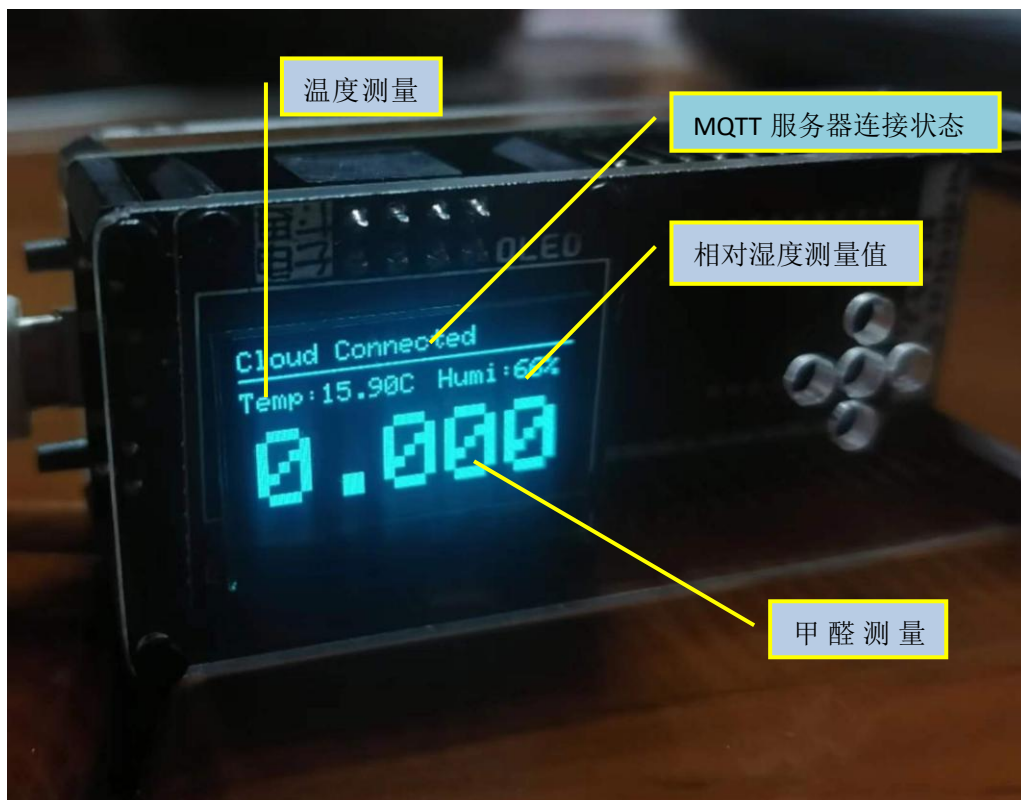 温度测量
MQTT 服务器连接状态
相对湿度测量值
OLED
Cloud Connected
Temp:15.90C Humi:60%
0.000
甲醛测量